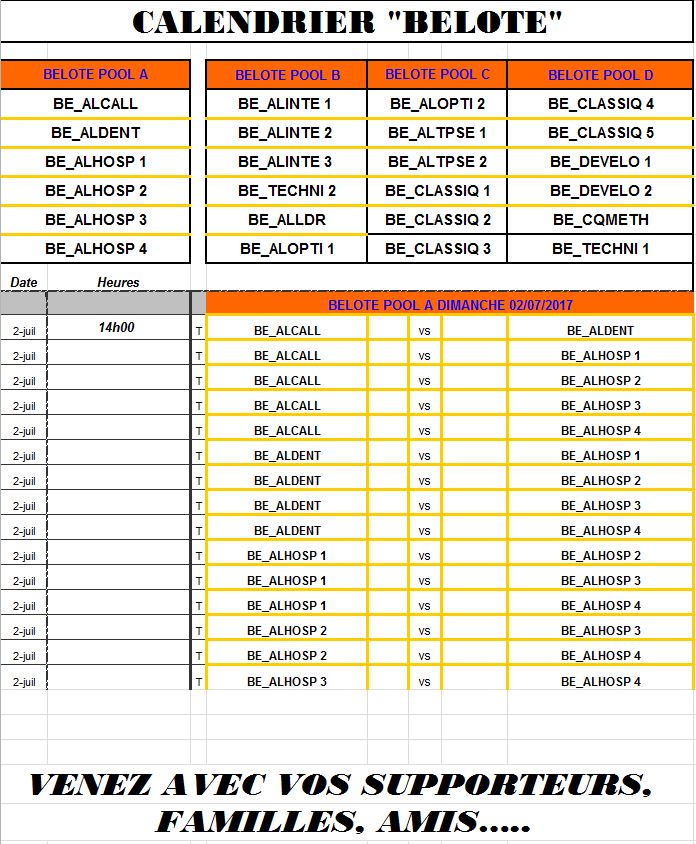 CALENDRIER "BELOTE"
BELOTE POOL A BELOTE POOL B BELOTE POOL C BELOTE POOL D
BE_ALCALL BE_ALINTE 1 BE_ALOPTI 2 BE_CLASSIQ 4
BE_ALDENT BE_ALINTE 2 BE_ALTPSE 1 BE_CLASSIQ 5
BE_ALHOSP 1 BE_ALINTE 3 BE_ALTPSE 2 BE_DEVELO 1
BE_ALHOSP 2 BE_TECHNI 2 BE_CLASSIQ 1 BE_DEVELO 2
BE_ALHOSP 3 BE_ALLDR BE_CLASSIQ 2 BE_CQMETH
BE_ALHOSP 4 BE_ALOPTI 1 BE_CLASSIQ 3 BE_TECHNI 1
Date Heures
BELOTE POOL A DIMANCHE 02/07/2017
2-juil 14h00 T BE_ALCALL vs BE_ALDENT
2-juil T BE_ALCALL vs BE_ALHOSP 1
2-juil T BE_ALCALL vs BE_ALHOSP 2
2-juil T BE_ALCALL vs BE_ALHOSP 3
2-juil T BE_ALCALL vs BE_ALHOSP 4
2-juil T BE_ALDENT vs BE_ALHOSP 1
2-juil T BE_ALDENT vs BE_ALHOSP 2
2-juil T BE_ALDENT vs BE_ALHOSP 3
2-juil T BE_ALDENT vs BE_ALHOSP 4
2-juil T BE_ALHOSP 1 vs BE_ALHOSP 2
2-juil T BE_ALHOSP 1 vs BE_ALHOSP 3
2-juil T BE_ALHOSP 1 vs BE_ALHOSP 4
2-juil T BE_ALHOSP 2 vs BE_ALHOSP 3
2-juil T BE_ALHOSP 2 vs BE_ALHOSP 4
2-juil T BE_ALHOSP 3 vs BE_ALHOSP 4
VENEZ AVEC VOS SUPPORTEURS,
FAMILLES, AMIS.....